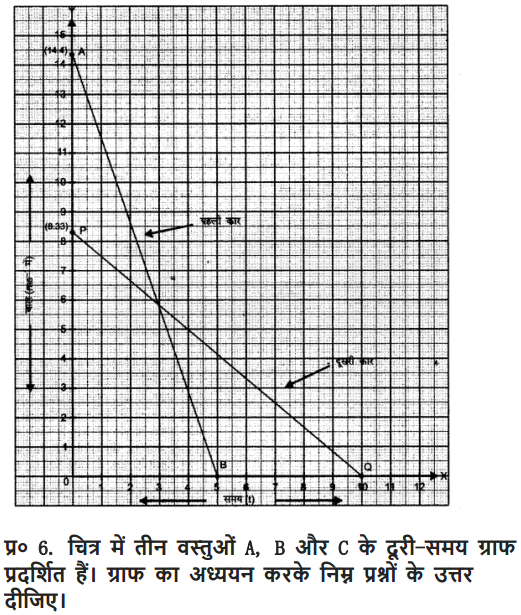 15
(14.4) A
14
13
12
11
10
9
(8.33) P
8
पहली कार
7
चाल (ms⁻¹ में)
6
5
4
दूसरी कार
3
2
1
B
Q
0 1 2 3 4 5 6 7 8 9 10 11 12 X
समय (t)
प्र० 6. चित्र में तीन वस्तुओं A, B और C के दूरी-समय ग्राफ
प्रदर्शित हैं। ग्राफ का अध्ययन करके निम्न प्रश्नों के उत्तर
दीजिए।